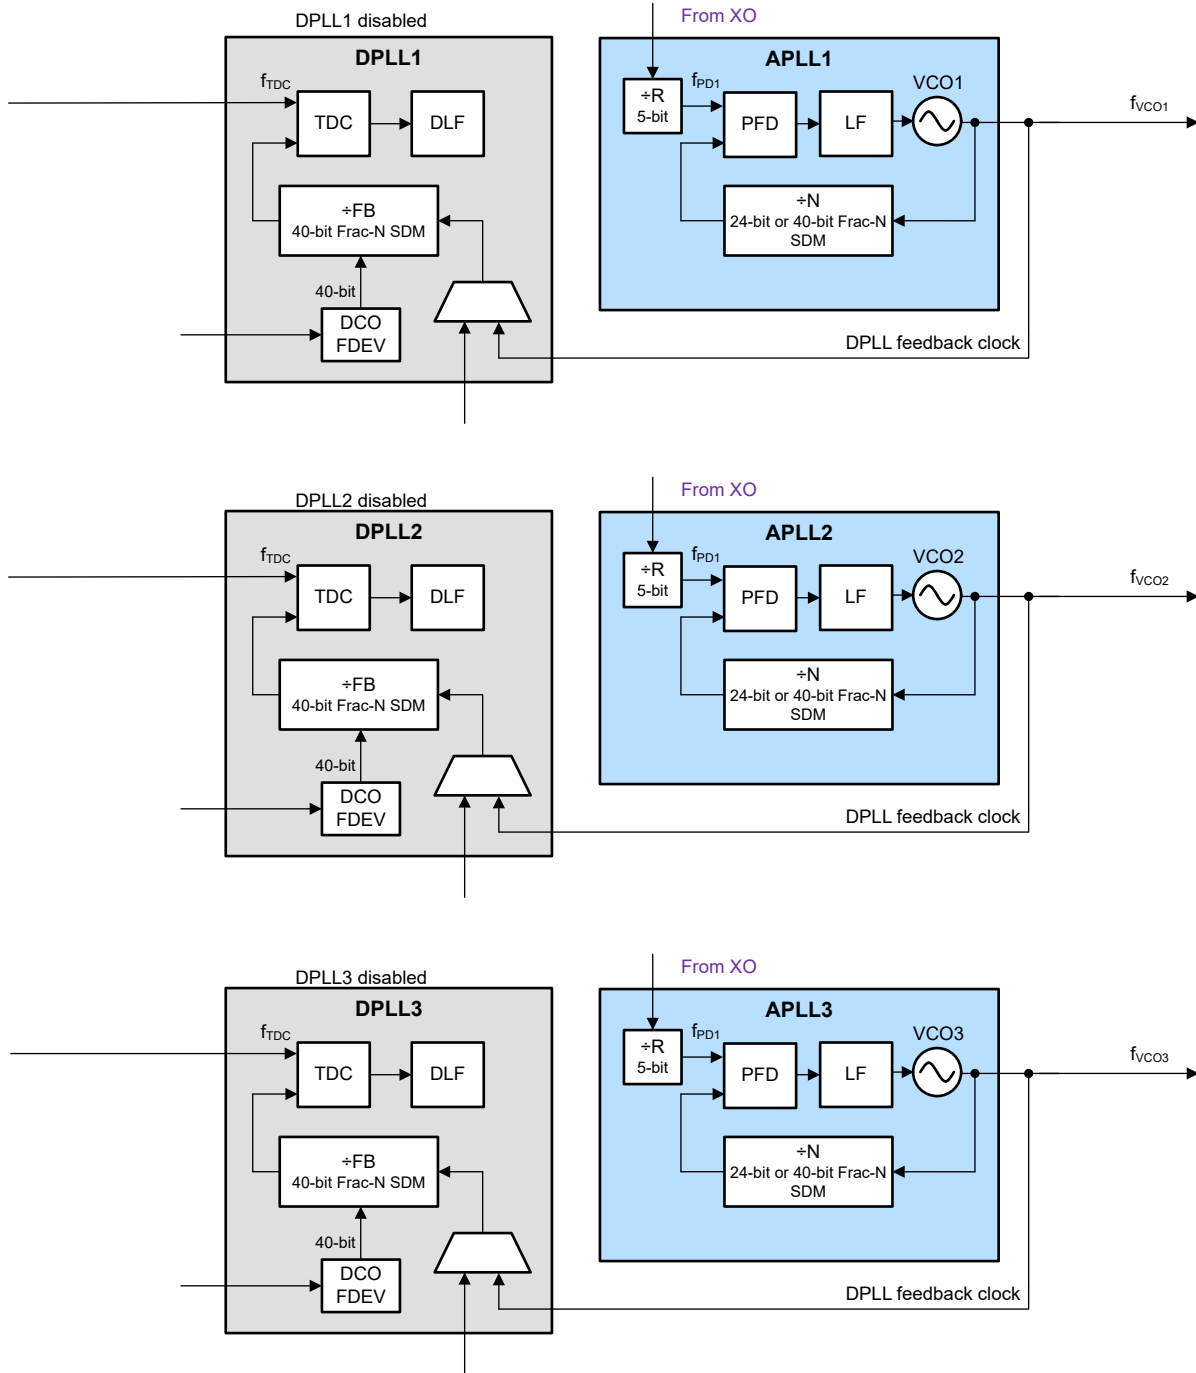 DPLL1 disabled
From XO
DPLL1
APLL1
fTDC
TDC
DLF
÷R
5-bit
fPD1
PFD
LF
VCO1
fVCO1
÷FB
40-bit Frac-N SDM
÷N
24-bit or 40-bit Frac-N
SDM
40-bit
DCO
FDEV
DPLL feedback clock
DPLL2 disabled
From XO
DPLL2
APLL2
fTDC
TDC
DLF
÷R
5-bit
fPD1
PFD
LF
VCO2
fVCO2
÷FB
40-bit Frac-N SDM
÷N
24-bit or 40-bit Frac-N
SDM
40-bit
DCO
FDEV
DPLL feedback clock
DPLL3 disabled
From XO
DPLL3
APLL3
fTDC
TDC
DLF
÷R
5-bit
fPD1
PFD
LF
VCO3
fVCO3
÷FB
40-bit Frac-N SDM
÷N
24-bit or 40-bit Frac-N
SDM
40-bit
DCO
FDEV
DPLL feedback clock